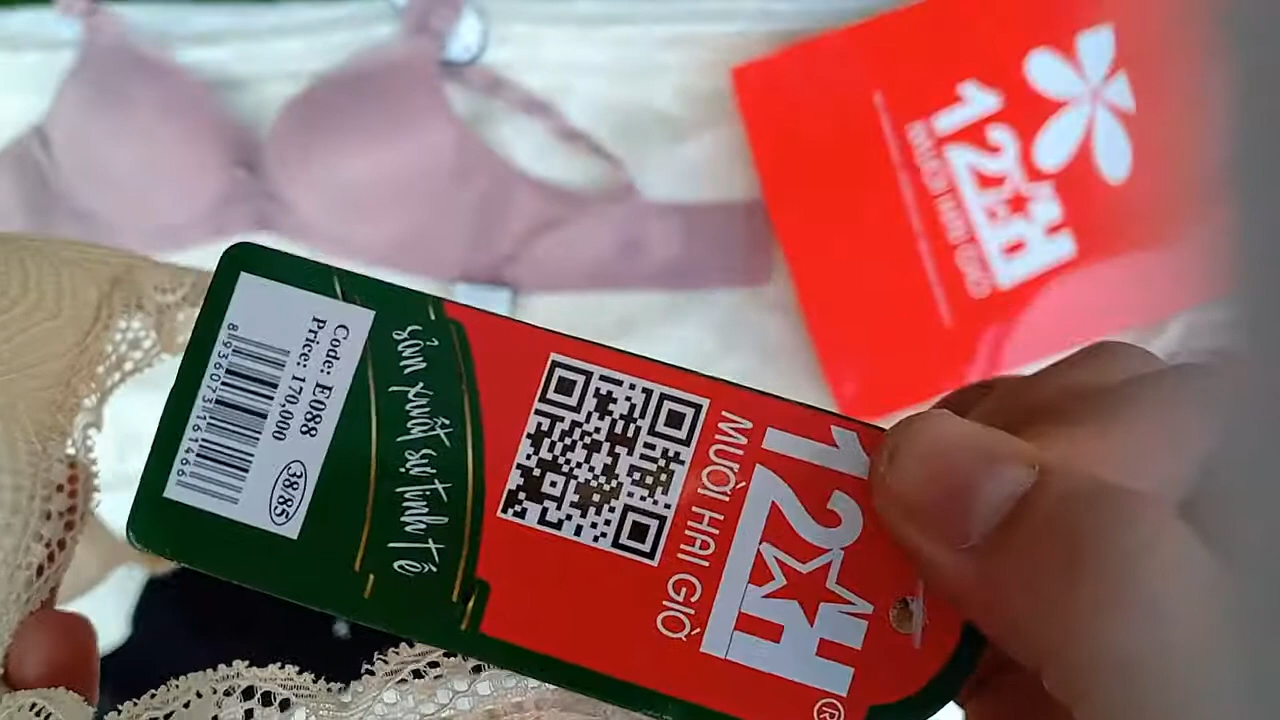 12H
MƯỜI HAI GIỜ
®
sản xuất sự tinh tế
Code: E088
Price: 170.000
38/85
8936073161466
12H
MƯỜI HAI GIỜ